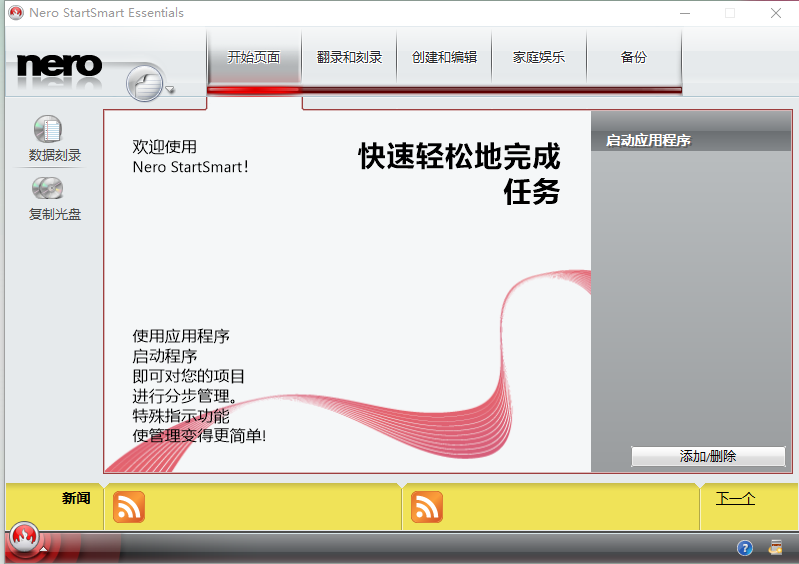 Nero StartSmart Essentials
nero
开始页面
翻录和刻录
创建和编辑
家庭娱乐
备份
数据刻录
复制光盘
欢迎使用
Nero StartSmart!
快速轻松地完成
任务
使用应用程序
启动程序
即可对您的项目
进行分步管理。
特殊指示功能
使管理变得更简单!
启动应用程序
添加/删除
新闻
下一个
?